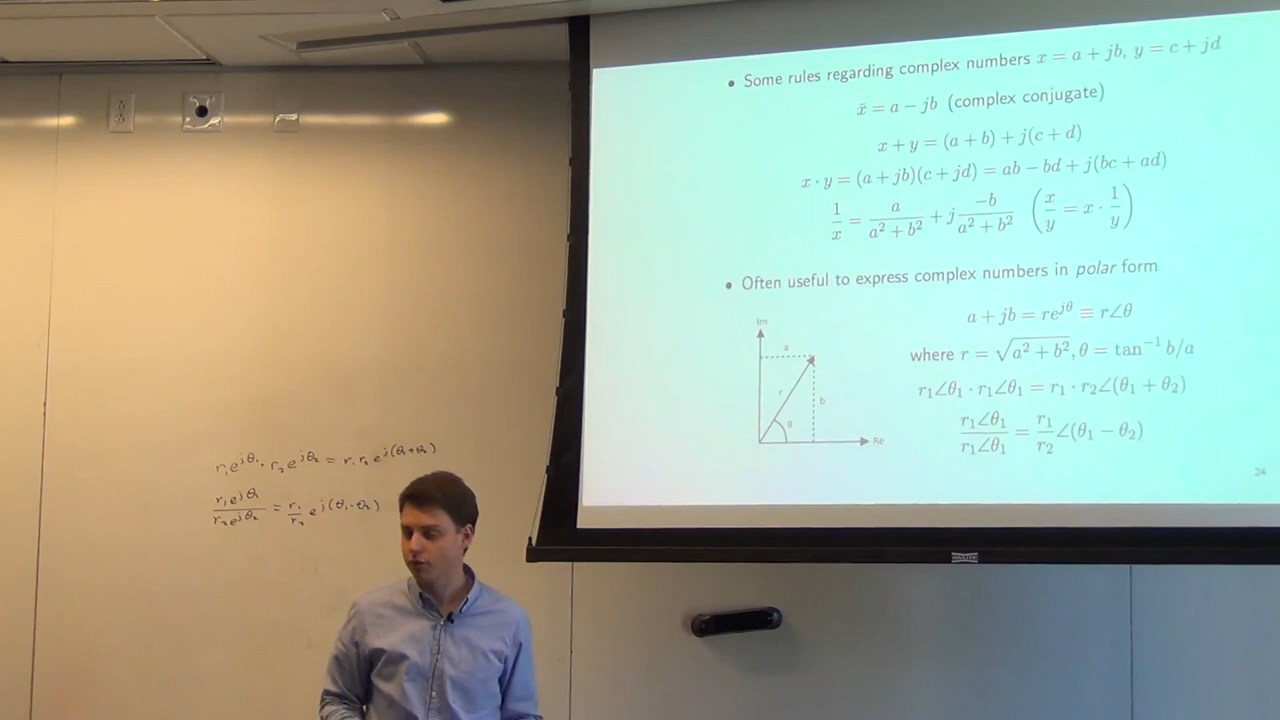 • Some rules regarding complex numbers x = a + jb, y = c + jd
x̄ = a − jb (complex conjugate)
x + y = (a + b) + j(c + d)
x · y = (a + jb)(c + jd) = ab − bd + j(bc + ad)
1/x = a/(a² + b²) + j −b/(a² + b²) (x/y = x · 1/y)
• Often useful to express complex numbers in polar form
Im
a
r
b
θ
Re
a + jb = re^{jθ} ≡ r∠θ
where r = √(a² + b²), θ = tan⁻¹ b/a
r₁∠θ₁ · r₁∠θ₁ = r₁ · r₂∠(θ₁ + θ₂)
r₁∠θ₁/r₁∠θ₁ = r₁/r₂ ∠(θ₁ − θ₂)
24
r₁e^{jθ₁} · r₂e^{jθ₂} = r₁r₂e^{j(θ₁+θ₂)}
r₁e^{jθ₁}/r₂e^{jθ₂} = r₁/r₂ e^{j(θ₁-θ₂)}
DA-LITE